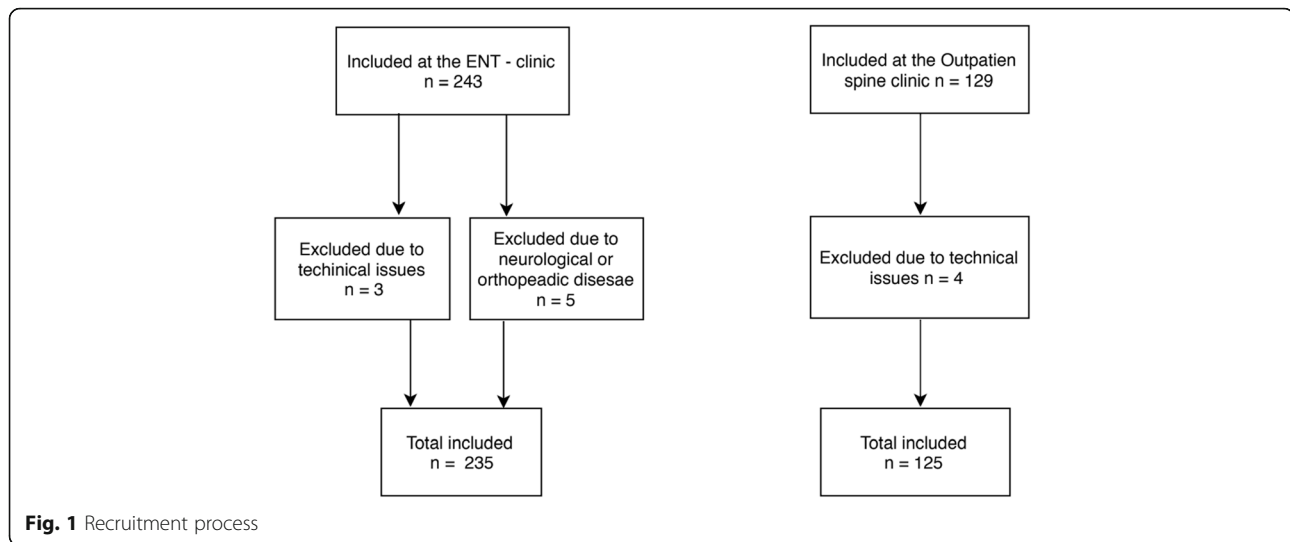 Included at the ENT - clinic
n = 243
Excluded due to
techinical issues
n = 3
Excluded due to
neurological or
orthopeadic disesae
n = 5
Total included
n = 235
Included at the Outpatien
spine clinic n = 129
Excluded due to technical
issues n = 4
Total included
n = 125
Fig. 1 Recruitment process